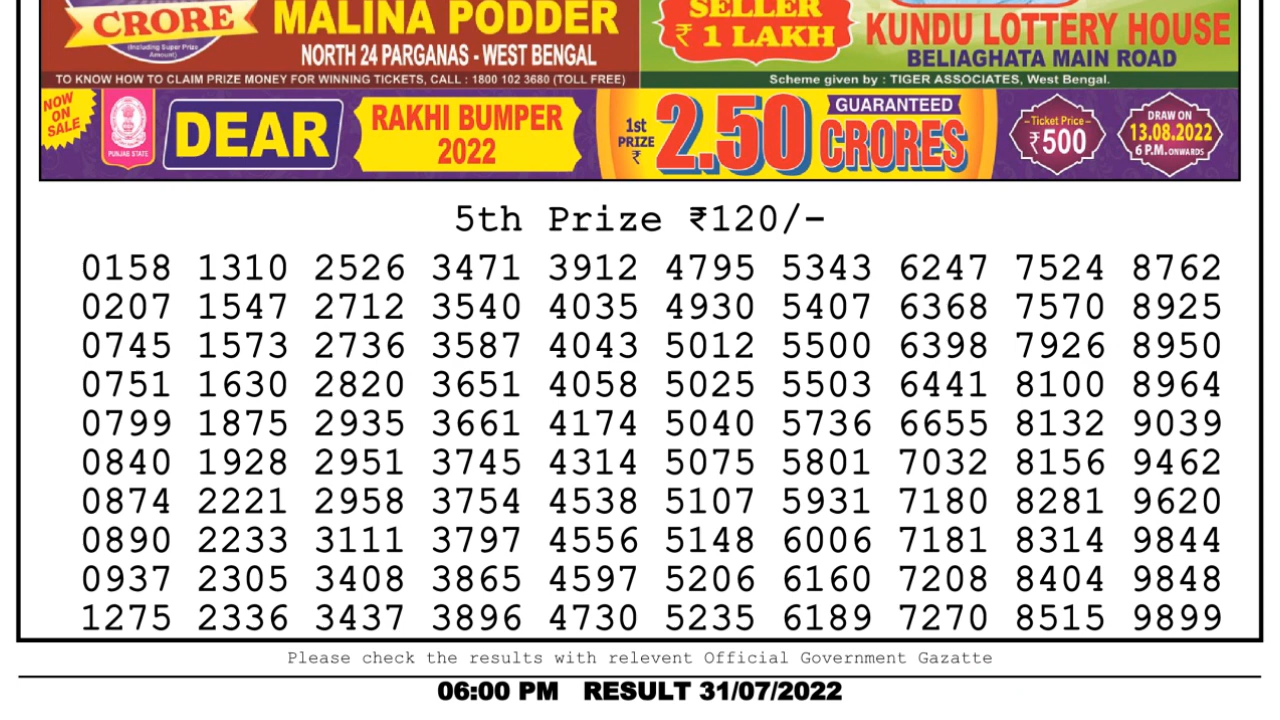 CRORE
(Including Super Prize
Amount)
MALINA PODDER
NORTH 24 PARGANAS - WEST BENGAL
SELLER
₹ 1 LAKH
KUNDU LOTTERY HOUSE
BELIAGHATA MAIN ROAD
TO KNOW HOW TO CLAIM PRIZE MONEY FOR WINNING TICKETS, CALL : 1800 102 3680 (TOLL FREE)
Scheme given by : TIGER ASSOCIATES, West Bengal.
NOW
ON
SALE
PUNJAB STATE
DEAR
RAKHI BUMPER
2022
1st
PRIZE
₹
2.50
GUARANTEED
CRORES
Ticket Price
₹500
DRAW ON
13.08.2022
6 P.M. ONWARDS
5th Prize ₹120/-
0158 1310 2526 3471 3912 4795 5343 6247 7524 8762
0207 1547 2712 3540 4035 4930 5407 6368 7570 8925
0745 1573 2736 3587 4043 5012 5500 6398 7926 8950
0751 1630 2820 3651 4058 5025 5503 6441 8100 8964
0799 1875 2935 3661 4174 5040 5736 6655 8132 9039
0840 1928 2951 3745 4314 5075 5801 7032 8156 9462
0874 2221 2958 3754 4538 5107 5931 7180 8281 9620
0890 2233 3111 3797 4556 5148 6006 7181 8314 9844
0937 2305 3408 3865 4597 5206 6160 7208 8404 9848
1275 2336 3437 3896 4730 5235 6189 7270 8515 9899
Please check the results with relevent Official Government Gazatte
06:00 PM RESULT 31/07/2022